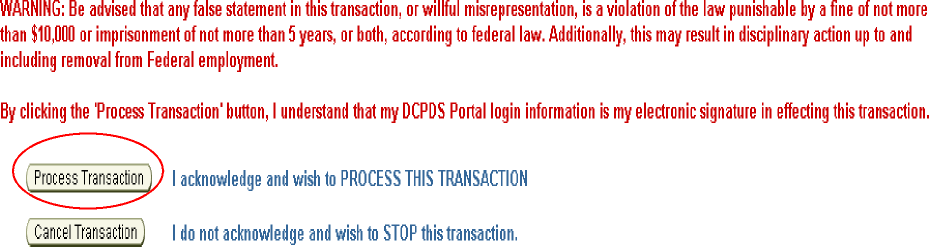 WARNING: Be advised that any false statement in this transaction, or willful misrepresentation, is a violation of the law punishable by a fine of not more
than $10,000 or imprisonment of not more than 5 years, or both, according to federal law. Additionally, this may result in disciplinary action up to and
including removal from Federal employment.
By clicking the 'Process Transaction' button, I understand that my DCPDS Portal login information is my electronic signature in effecting this transaction.
Process Transaction I acknowledge and wish to PROCESS THIS TRANSACTION
Cancel Transaction I do not acknowledge and wish to STOP this transaction.